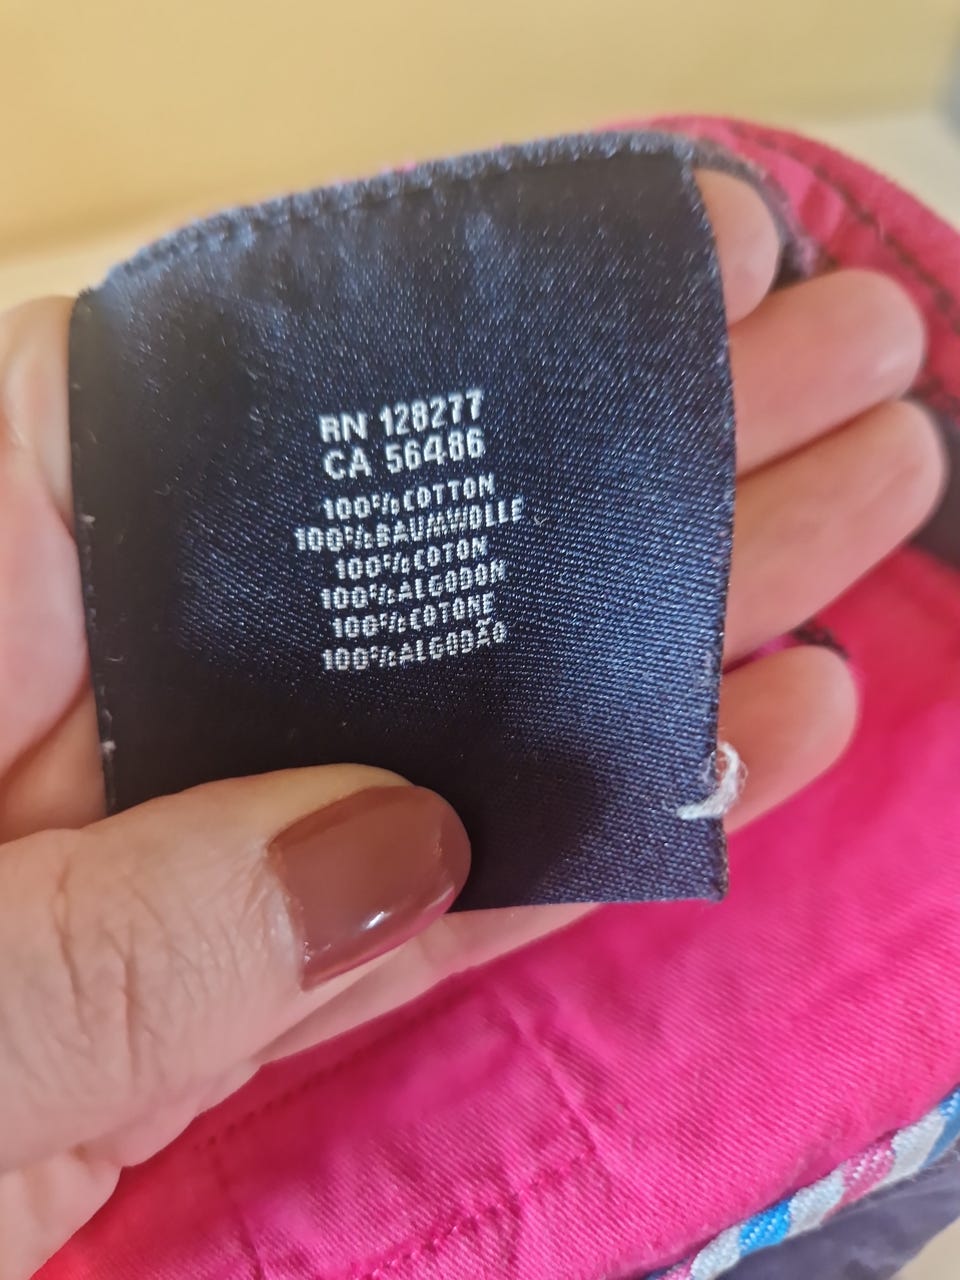 RN 128277
CA 56486
100% COTTON
100% BAUMWOLLE
100% COTON
100% ALGODON
100% COTONE
100% ALGODÃO